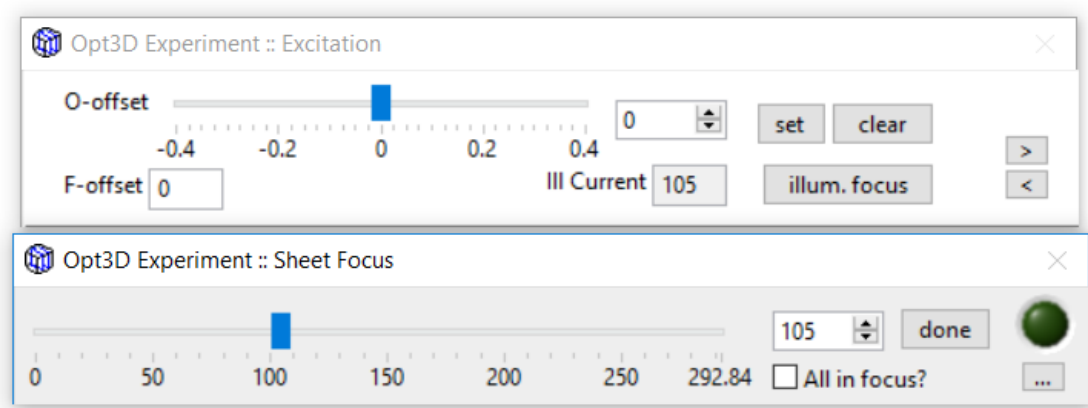 Opt3D Experiment :: Excitation
O-offset
0
set
clear
-0.4 -0.2 0 0.2 0.4
>
F-offset 0
Ill Current 105
illum. focus
<
Opt3D Experiment :: Sheet Focus
105
done
0 50 100 150 200 250 292.84
All in focus?
...